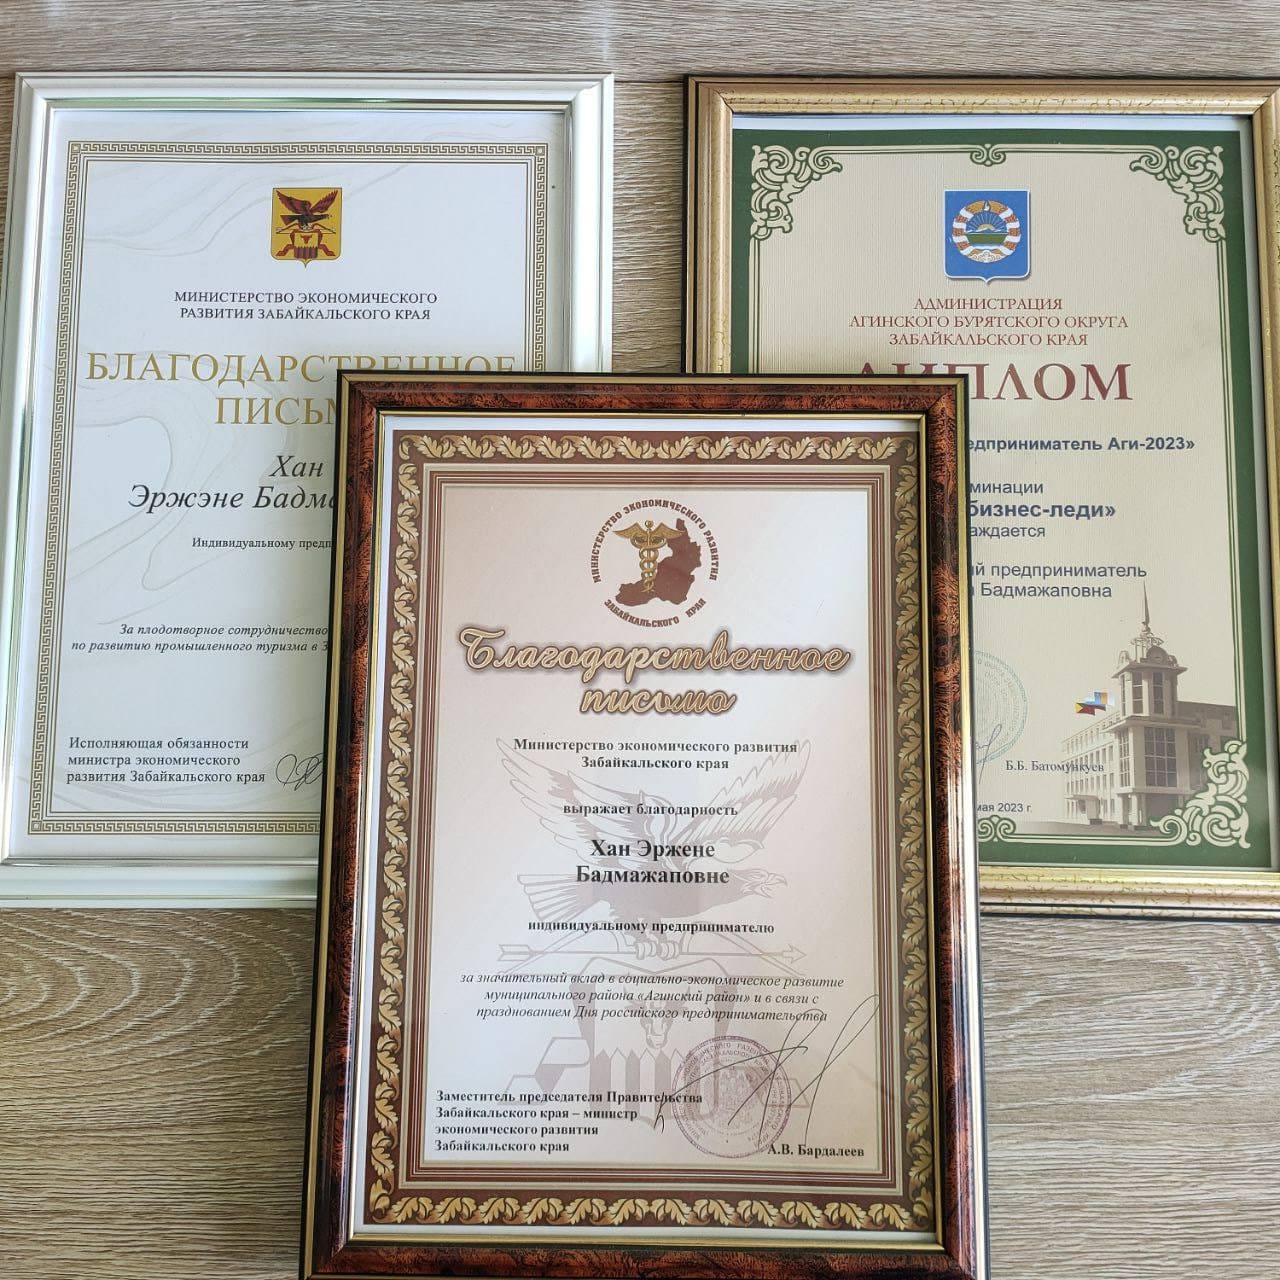 МИНИСТЕРСТВО ЭКОНОМИЧЕСКОГО
РАЗВИТИЯ ЗАБАЙКАЛЬСКОГО КРАЯ
БЛАГОДАРСТВЕННОЕ
ПИСЬМ
Хан
Эржэне Бадма
Индивидуальному предп
За плодотворное сотрудничество
по развитию промышленного туризма в З
Исполняющая обязанности
министра экономического
развития Забайкальского края
АДМИНИСТРАЦИЯ
АГИНСКОГО БУРЯТСКОГО ОКРУГА
ЗАБАЙКАЛЬСКОГО КРАЯ
ДИПЛОМ
едприниматель Аги-2023»
минации
бизнес-леди»
аждается
й предприниматель
а Бадмажаповна
Б.Б. Батомункуев
мая 2023 г.
МИНИСТЕРСТВО ЭКОНОМИЧЕСКОГО РАЗВИТИЯ
ЗАБАЙКАЛЬСКОГО КРАЯ
Благодарственное
письмо
Министерство экономического развития
Забайкальского края
выражает благодарность
Хан Эржене
Бадмажаповне
индивидуальному предпринимателю
за значительный вклад в социально-экономическое развитие
муниципального района «Агинский район» и в связи с
празднованием Дня российского предпринимательства
Заместитель председателя Правительства
Забайкальского края – министр
экономического развития
Забайкальского края
А.В. Бардалеев